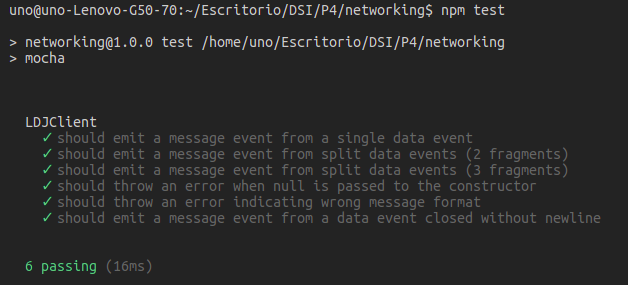 uno@uno-Lenovo-G50-70:~/Escritorio/DSI/P4/networking$ npm test
> networking@1.0.0 test /home/uno/Escritorio/DSI/P4/networking
> mocha
LDJClient
✓ should emit a message event from a single data event
✓ should emit a message event from split data events (2 fragments)
✓ should emit a message event from split data events (3 fragments)
✓ should throw an error when null is passed to the constructor
✓ should throw an error indicating wrong message format
✓ should emit a message event from a data event closed without newline
6 passing (16ms)